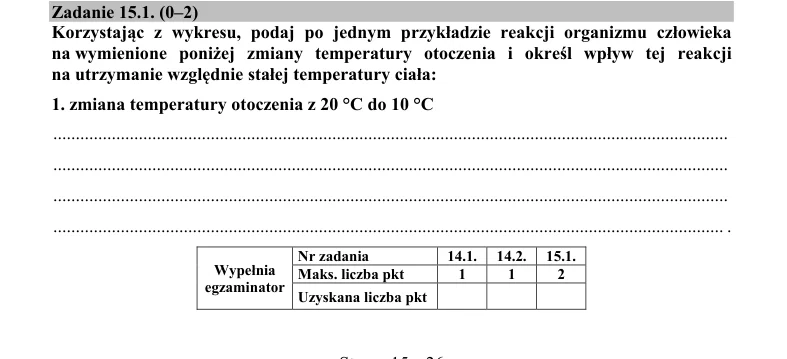 Zadanie 15.1. (0–2)
Korzystając z wykresu, podaj po jednym przykładzie reakcji organizmu człowieka
na wymienione poniżej zmiany temperatury otoczenia i określ wpływ tej reakcji
na utrzymanie względnie stałej temperatury ciała:
1. zmiana temperatury otoczenia z 20 °C do 10 °C
Wypełnia egzaminator
Nr zadania 14.1. 14.2. 15.1.
Maks. liczba pkt 1 1 2
Uzyskana liczba pkt